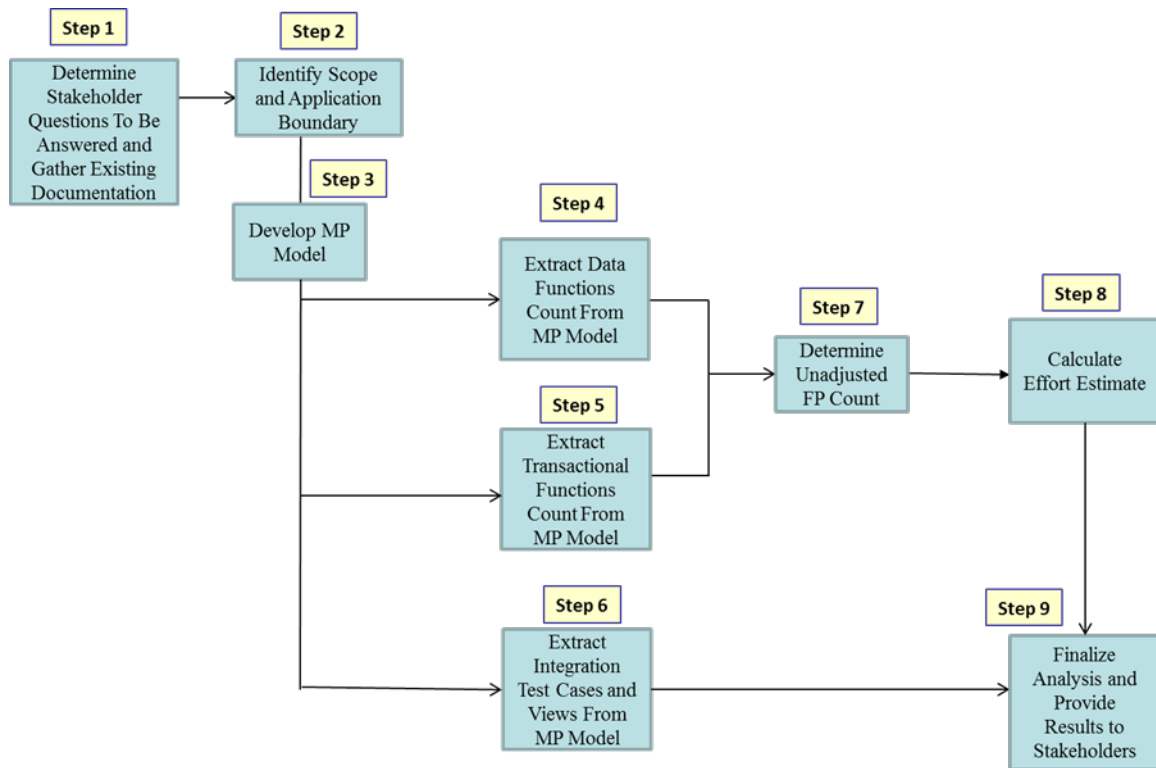 Step 1
Determine
Stakeholder
Questions To Be
Answered and
Gather Existing
Documentation
Step 2
Identify Scope
and Application
Boundary
Step 3
Develop MP
Model
Step 4
Extract Data
Functions
Count From
MP Model
Step 5
Extract
Transactional
Functions
Count From
MP Model
Step 6
Extract
Integration
Test Cases and
Views From
MP Model
Step 7
Determine
Unadjusted
FP Count
Step 8
Calculate
Effort Estimate
Step 9
Finalize
Analysis and
Provide
Results to
Stakeholders